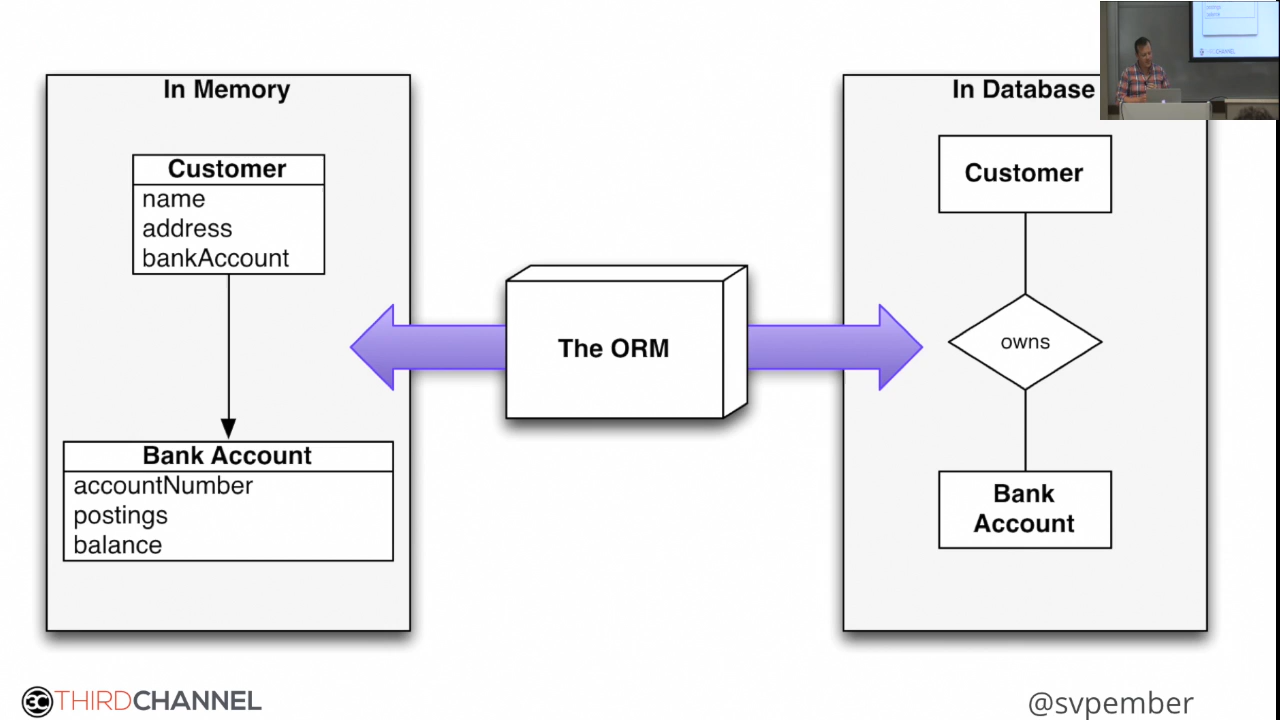 In Memory
Customer
name
address
bankAccount
Bank Account
accountNumber
postings
balance
The ORM
In Database
Customer
owns
Bank
Account
3C THIRDCHANNEL
@svpember